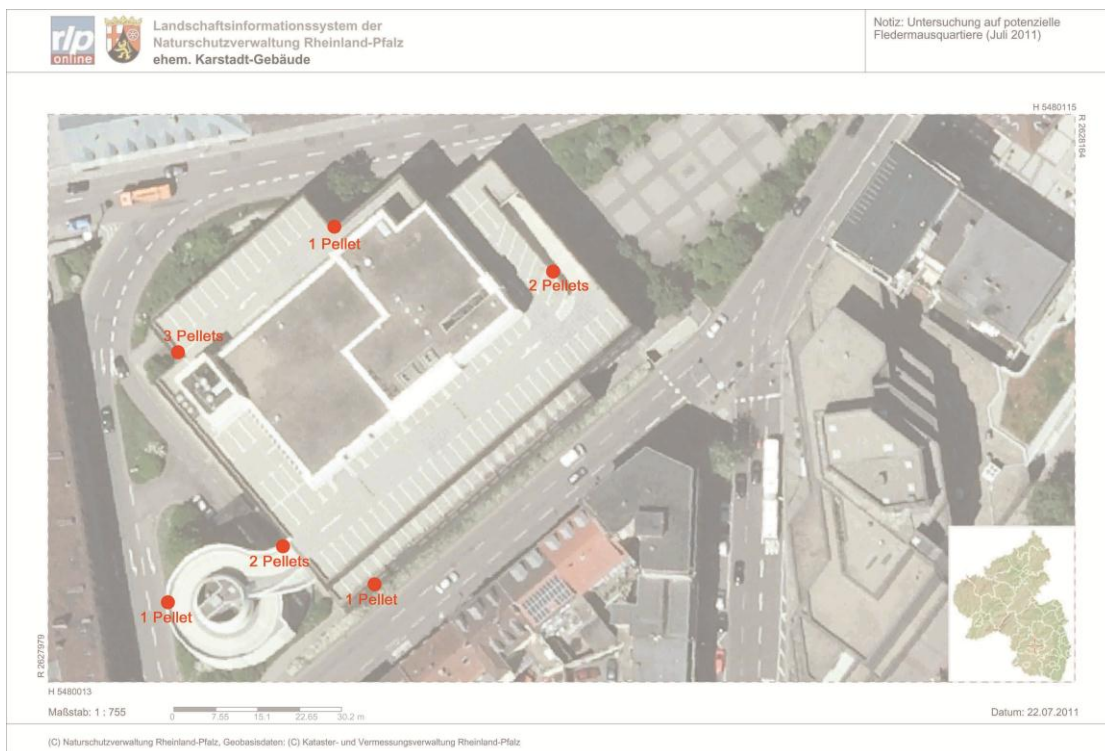 rlp
online
Landschaftsinformationssystem der
Naturschutzverwaltung Rheinland-Pfalz
ehem. Karstadt-Gebäude
Notiz: Untersuchung auf potenzielle
Fledermausquartiere (Juli 2011)
H 5480115
R 2628164
1 Pellet
2 Pellets
3 Pellets
2 Pellets
1 Pellet
1 Pellet
R 2627979
H 5480013
Maßstab: 1 : 755
0 7.55 15.1 22.65 30.2 m
Datum: 22.07.2011
(C) Naturschutzverwaltung Rheinland-Pfalz, Geobasisdaten: (C) Kataster- und Vermessungsverwaltung Rheinland-Pfalz